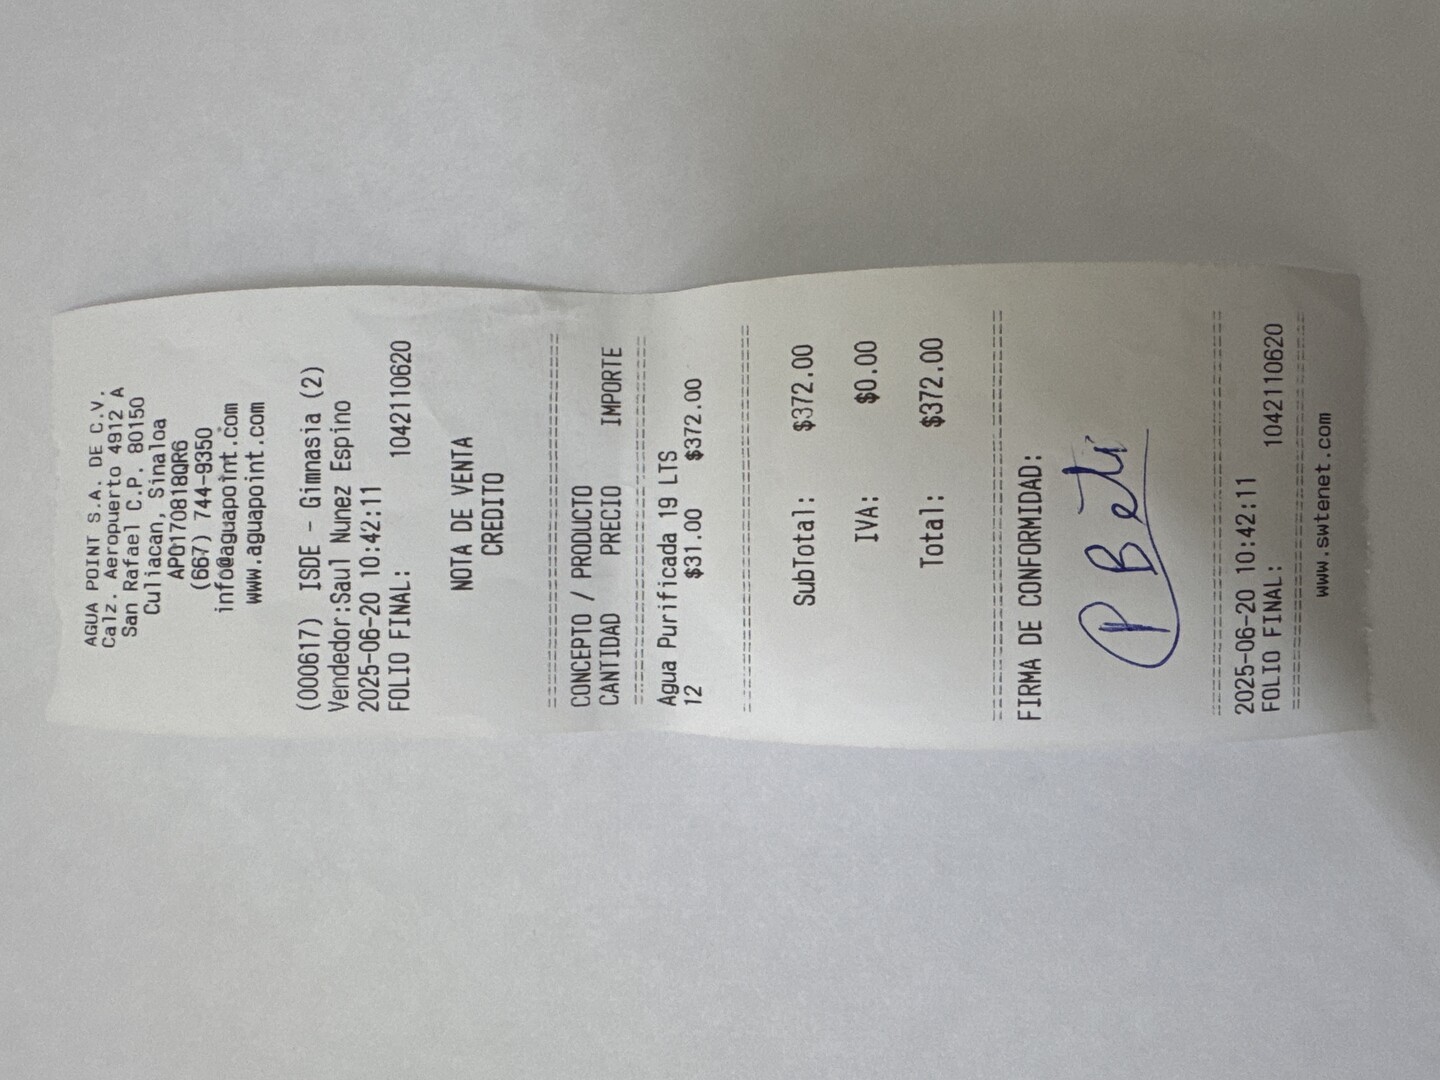 AGUA POINT S.A. DE C.V.
Calz. Aeropuerto 4912 A
San Rafael C.P. 80150
Culiacan, Sinaloa
APO170818QR6
(667) 744-9350
info@aguapoint.com
www.aguapoint.com
(000617) ISDE - Gimnasia (2)
Vendedor:Saul Nunez Espino
2025-06-20 10:42:11
FOLIO FINAL: 1042110620
NOTA DE VENTA
CREDITO
CONCEPTO / PRODUCTO
CANTIDAD PRECIO IMPORTE
Agua Purificada 19 LTS
12 $31.00 $372.00
SubTotal: $372.00
IVA: $0.00
Total: $372.00
FIRMA DE CONFORMIDAD:
P Beti
2025-06-20 10:42:11
FOLIO FINAL: 1042110620
www.swtenet.com